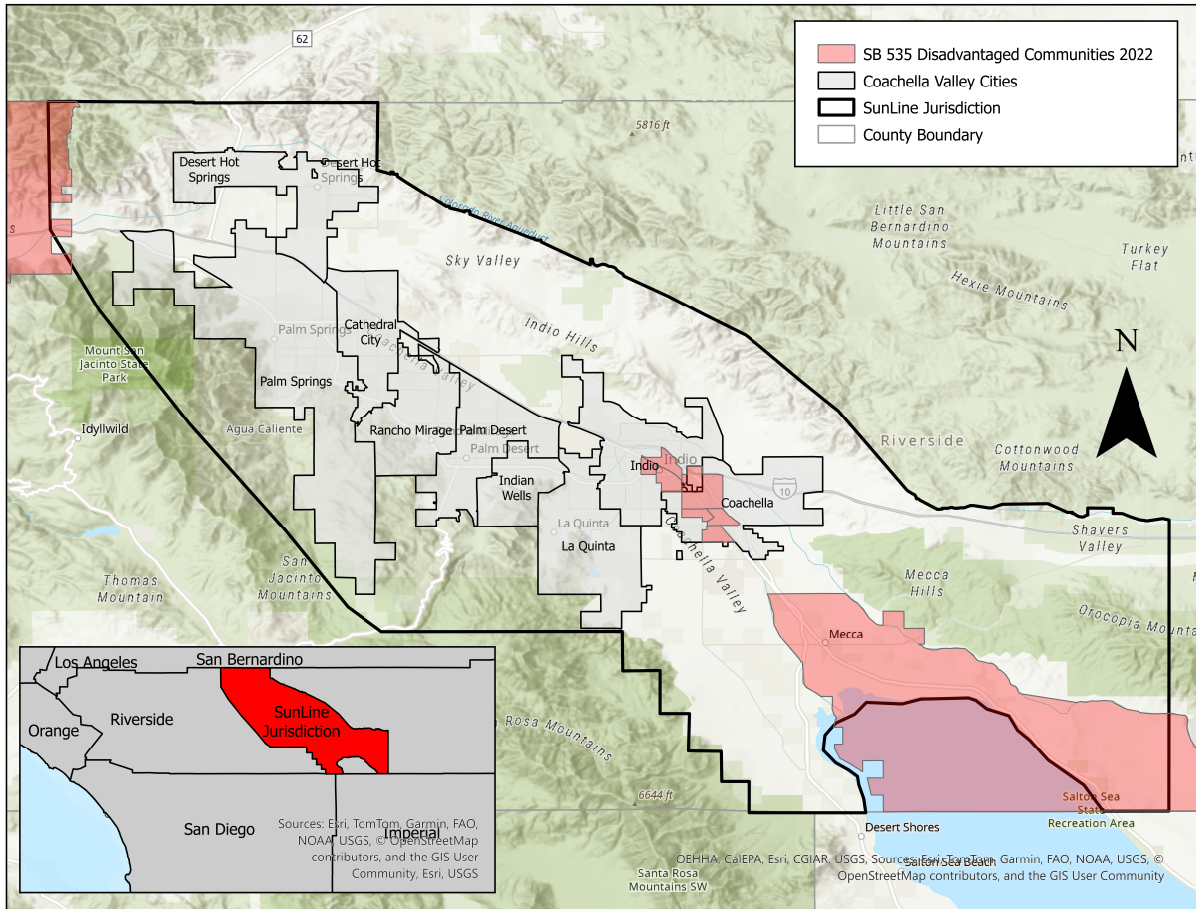 62
SB 535 Disadvantaged Communities 2022
Coachella Valley Cities
SunLine Jurisdiction
County Boundary
5816 ft
Desert Hot
Springs
Desert Hot
Springs
Colorado River Aqueduct
Little San
Bernardino
Mountains
Turkey
Flat
Sky Valley
Hexie Mountains
Indio Hills
Palm Springs
Cathedral
City
Coachella Valley
Mount San
Jacinto State
Park
Palm Springs
N
Idyllwild
Agua Caliente
Rancho Mirage
Palm Desert
Palm Desert
Riverside
Cottonwood
Mountains
Indio
Indio
Indian
Wells
Coachella
10
La Quinta
La Quinta
Coachella Valley
Shavers
Valley
San
Jacinto
Mountains
Thomas
Mountain
Mecca
Hills
Orocopia
Mecca
Los Angeles
San Bernardino
Orange
Riverside
SunLine
Jurisdiction
San Diego
Imperial
Sources: Esri, TomTom, Garmin, FAO,
NOAA, USGS, © OpenStreetMap
contributors, and the GIS User
Community, Esri, USGS
Rosa Mountains
6644 ft
Salton Sea
State
Recreation Area
Desert Shores
Salton Sea Beach
Santa Rosa
Mountains SW
OEHHA, CalEPA, Esri, CGIAR, USGS, Sources: Esri, TomTom, Garmin, FAO, NOAA, USGS, ©
OpenStreetMap contributors, and the GIS User Community